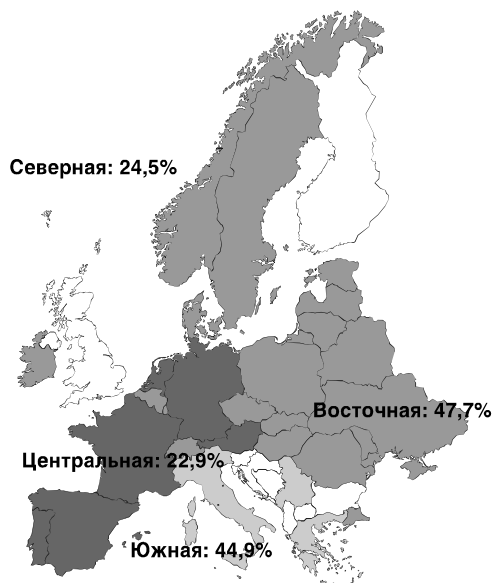 Северная: 24,5%
Восточная: 47,7%
Центральная: 22,9%
Южная: 44,9%